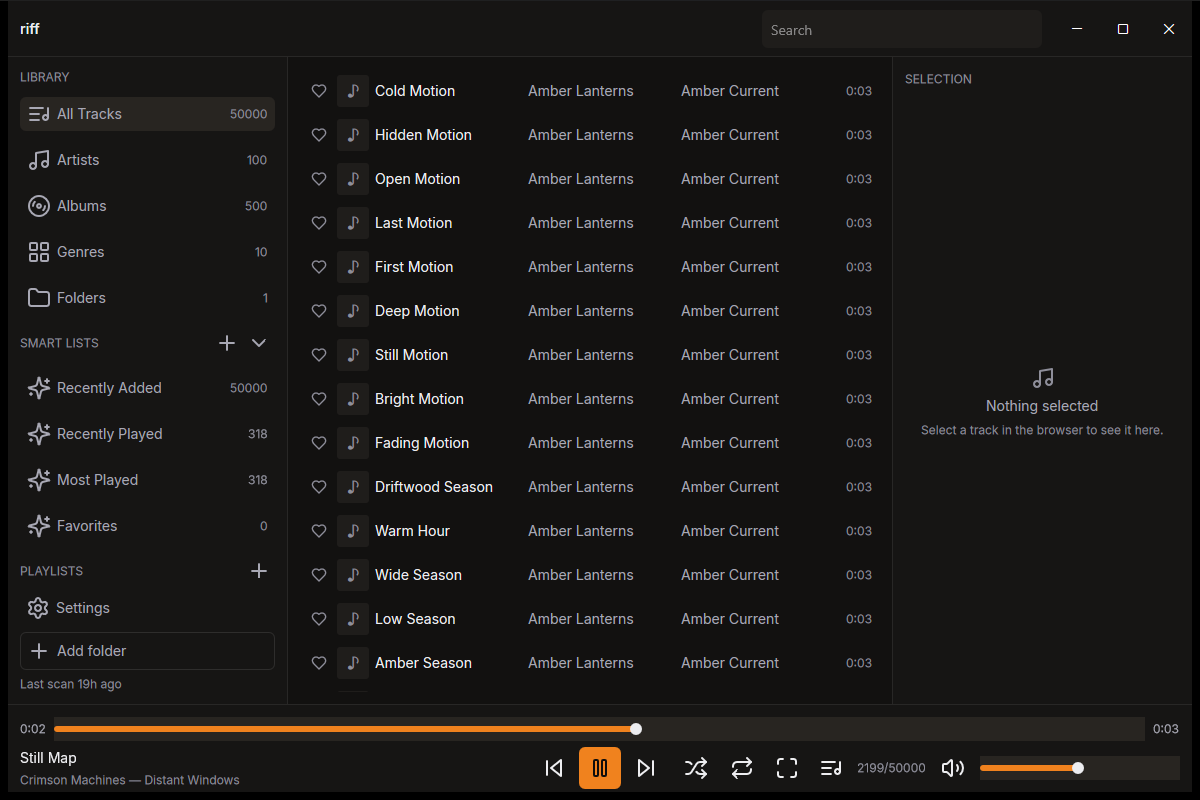 riff
Search
LIBRARY
All Tracks 50000
Artists 100
Albums 500
Genres 10
Folders 1
SMART LISTS
Recently Added 50000
Recently Played 318
Most Played 318
Favorites 0
PLAYLISTS
Settings
Add folder
Last scan 19h ago
Cold Motion Amber Lanterns Amber Current 0:03
Hidden Motion Amber Lanterns Amber Current 0:03
Open Motion Amber Lanterns Amber Current 0:03
Last Motion Amber Lanterns Amber Current 0:03
First Motion Amber Lanterns Amber Current 0:03
Deep Motion Amber Lanterns Amber Current 0:03
Still Motion Amber Lanterns Amber Current 0:03
Bright Motion Amber Lanterns Amber Current 0:03
Fading Motion Amber Lanterns Amber Current 0:03
Driftwood Season Amber Lanterns Amber Current 0:03
Warm Hour Amber Lanterns Amber Current 0:03
Wide Season Amber Lanterns Amber Current 0:03
Low Season Amber Lanterns Amber Current 0:03
Amber Season Amber Lanterns Amber Current 0:03
SELECTION
Nothing selected
Select a track in the browser to see it here.
0:02 0:03
Still Map
Crimson Machines — Distant Windows
2199/50000